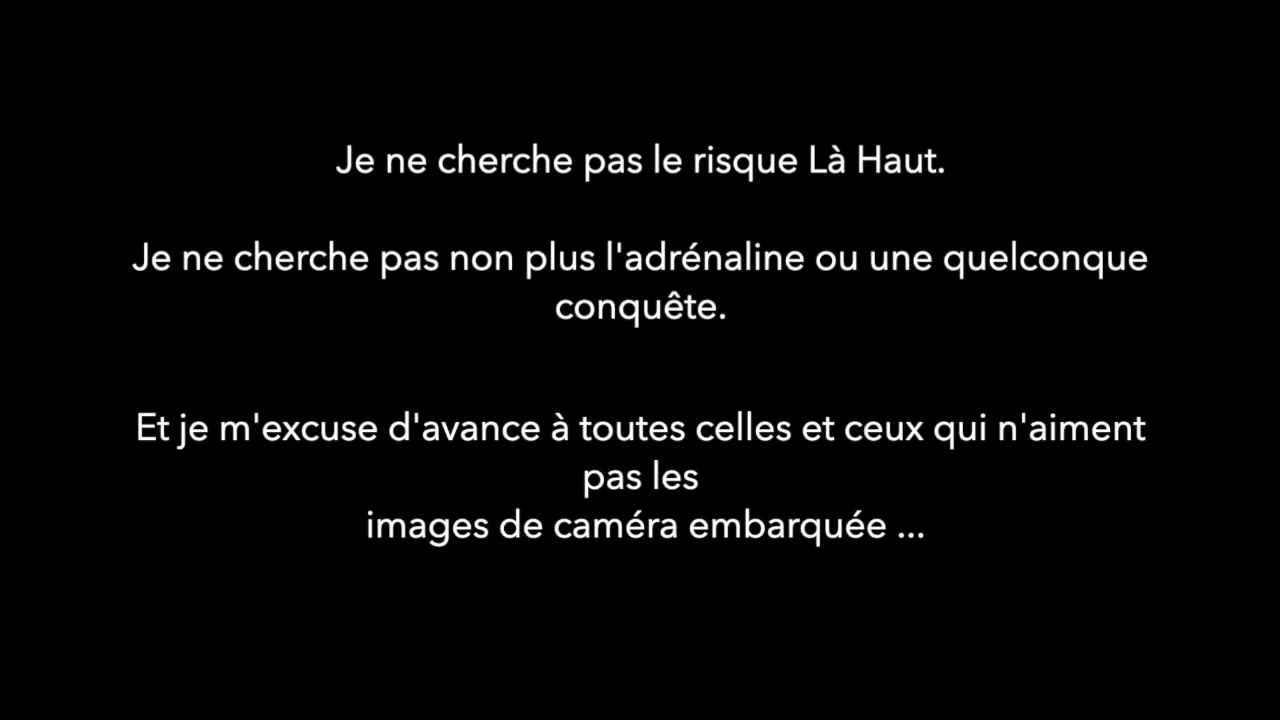 Je ne cherche pas le risque Là Haut.
Je ne cherche pas non plus l'adrénaline ou une quelconque
conquête.
Et je m'excuse d'avance à toutes celles et ceux qui n'aiment
pas les
images de caméra embarquée ...